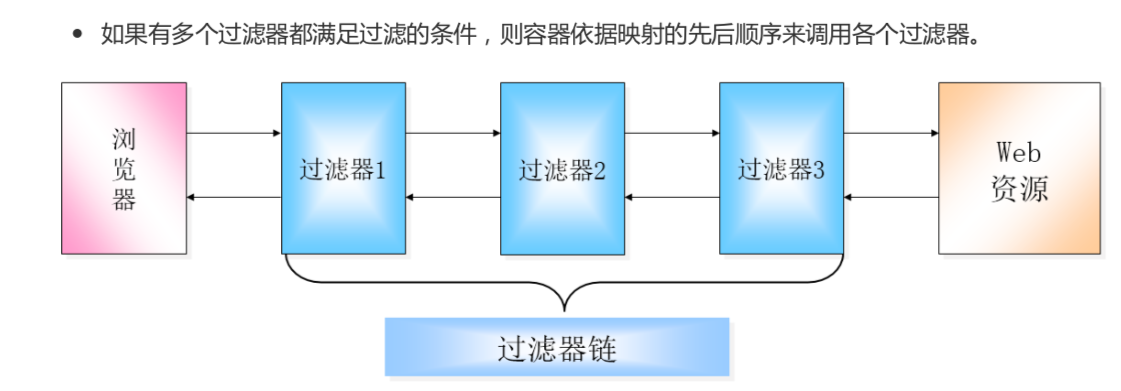 • 如果有多个过滤器都满足过滤的条件，则容器依据映射的先后顺序来调用各个过滤器。
浏
览
器
过滤器1
过滤器2
过滤器3
Web
资源
过滤器链